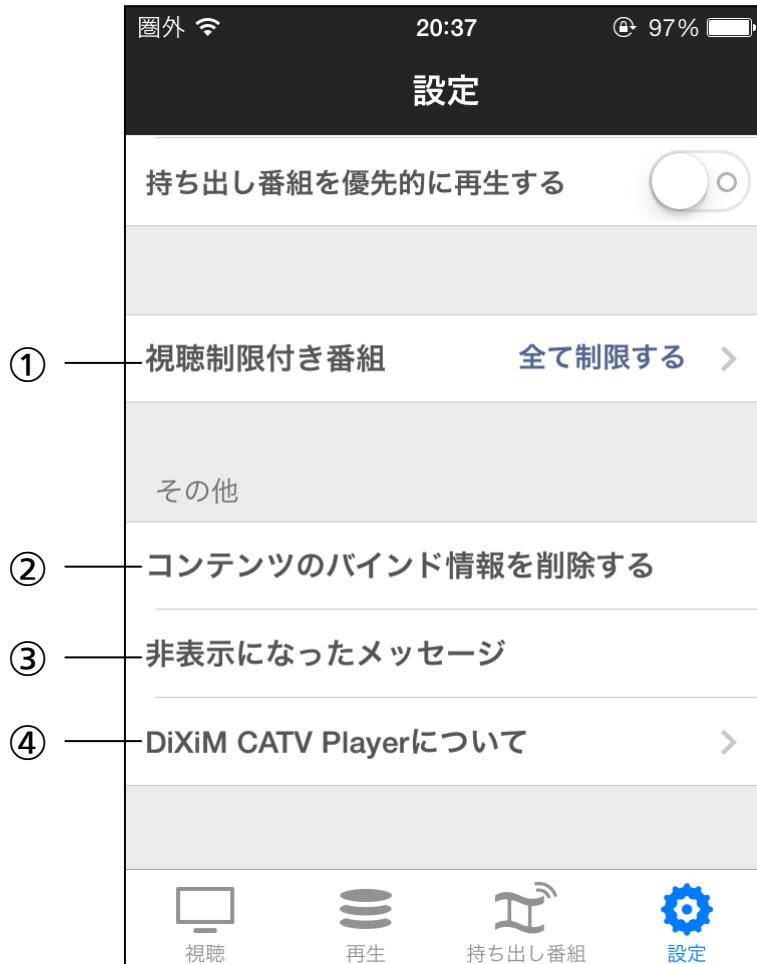 圏外 20:37 97%
設定
持ち出し番組を優先的に再生する
① 視聴制限付き番組 全て制限する
その他
② コンテンツのバインド情報を削除する
③ 非表示になったメッセージ
④ DiXiM CATV Playerについて
視聴 再生 持ち出し番組 設定